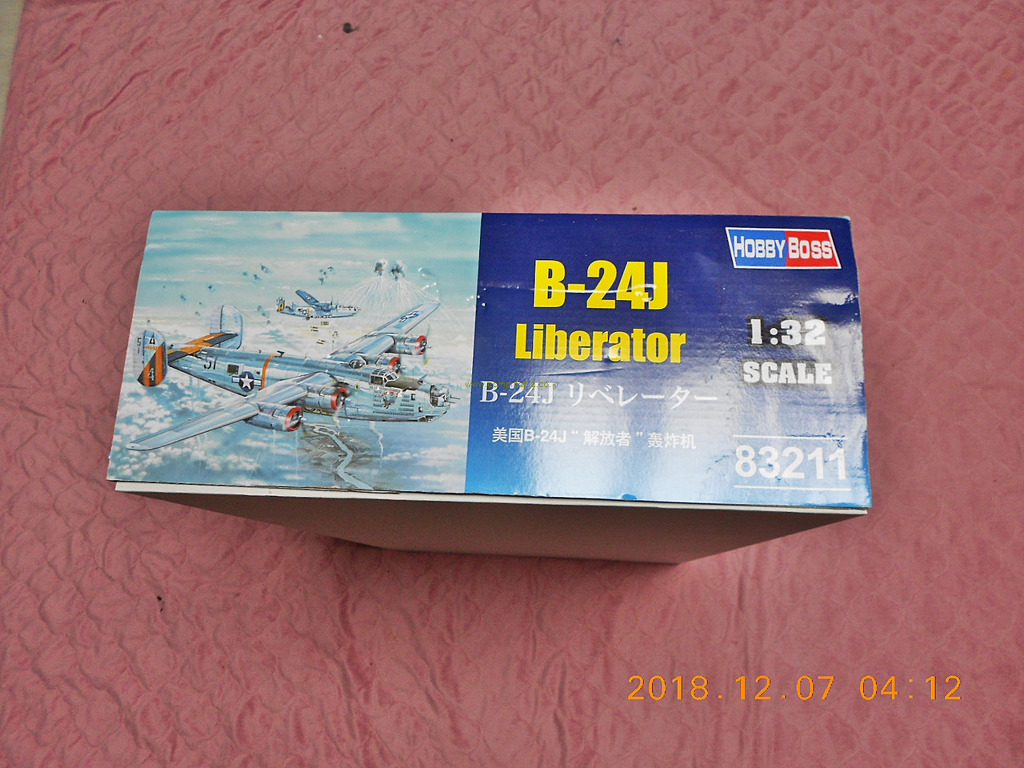 HOBBY BOSS
B-24J
Liberator
1:32
SCALE
B-24J リベレーター
美国B-24J“解放者”轰炸机
83211
2018.12.07 04:12